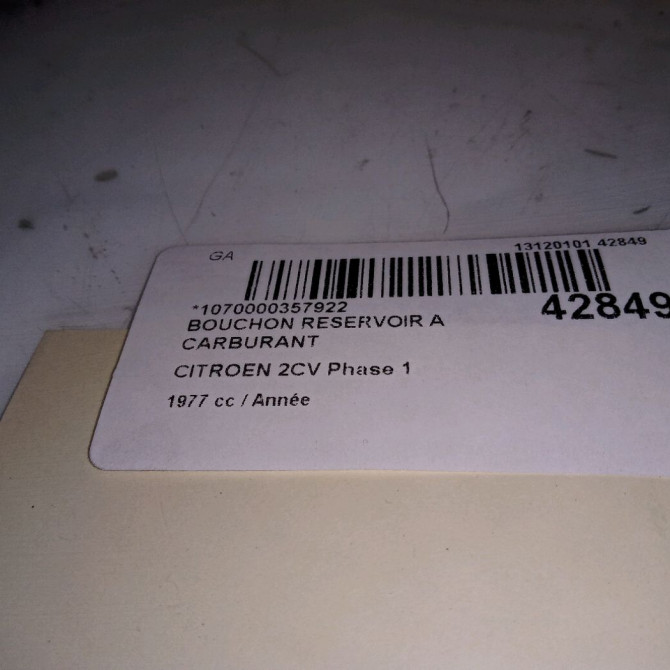 GA
13120101 42849
*1070000357922
42849
BOUCHON RESERVOIR A
CARBURANT
CITROEN 2CV Phase 1
1977 cc / Année